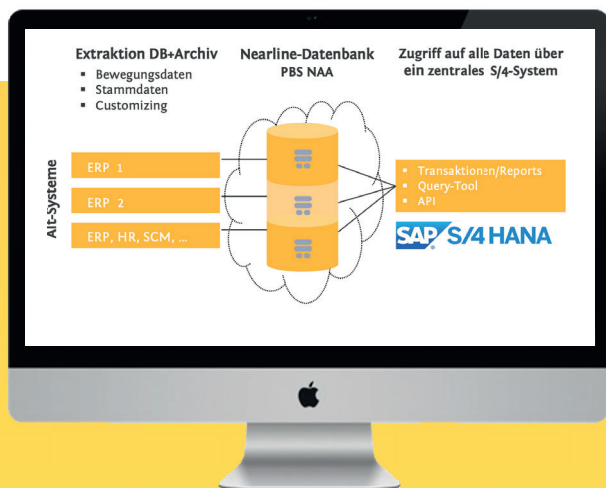 Extraktion DB+Archiv
▪ Bewegungsdaten
▪ Stammdaten
▪ Customizing
Nearline-Datenbank
PBS NAA
Zugriff auf alle Daten über
ein zentrales S/4-System
Alt-Systeme
ERP 1
ERP 2
ERP, HR, SCM, ...
▪ Transaktionen/Reports
▪ Query-Tool
▪ API
SAP S/4HANA